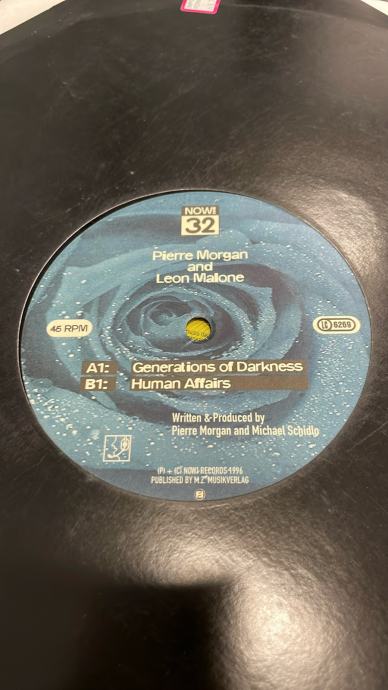 NOW!
32
Pierre Morgan
and
Leon Mallone
45 RPM
LC 6269
A1: Generations of Darkness
B1: Human Affairs
Written & Produced by
Pierre Morgan and Michael Schidlo
(P) + (C) NOW! RECORDS 1996
PUBLISHED BY M.Z. MUSIKVERLAG